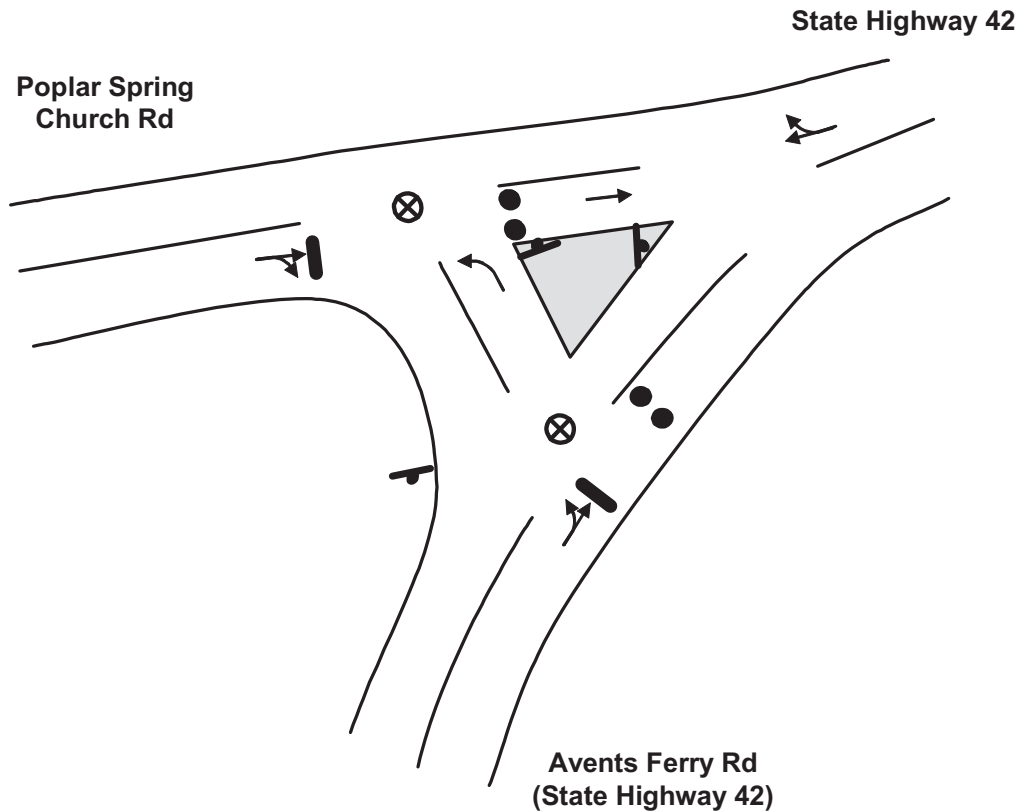 State Highway 42
Poplar Spring
Church Rd
Avents Ferry Rd
(State Highway 42)